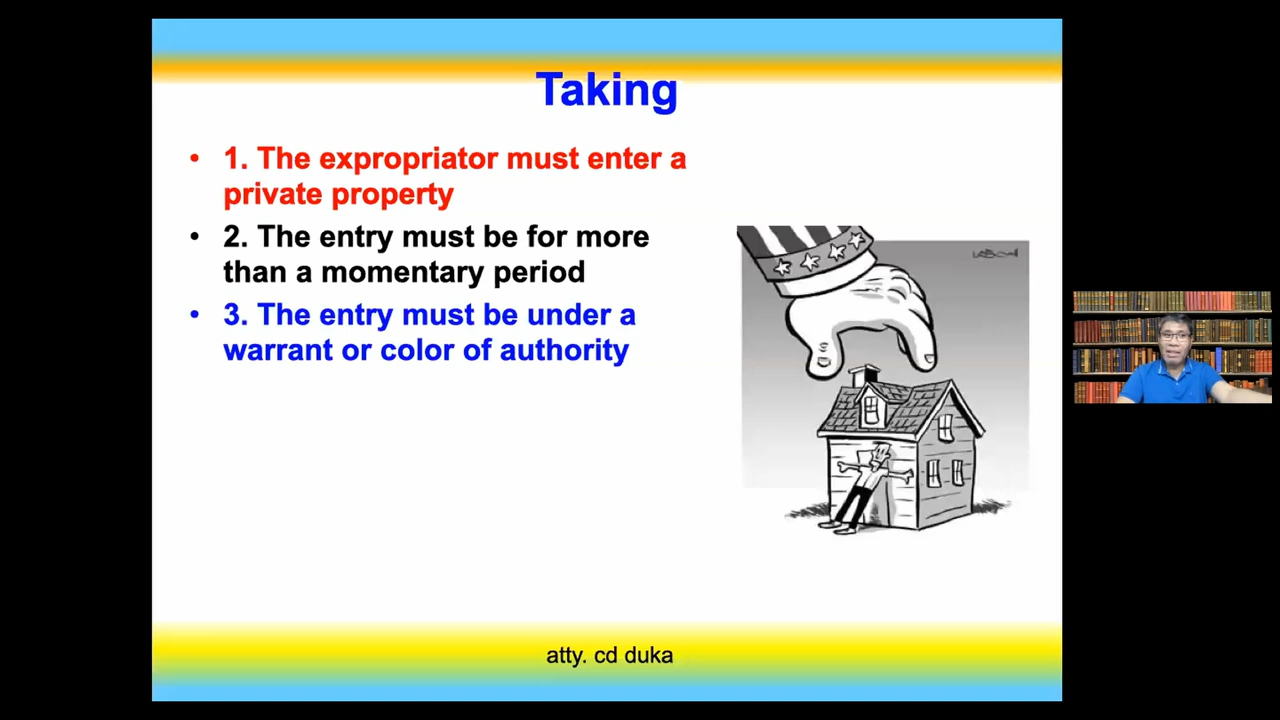 Taking
• 1. The expropriator must enter a
private property
• 2. The entry must be for more
than a momentary period
• 3. The entry must be under a
warrant or color of authority
atty. cd duka